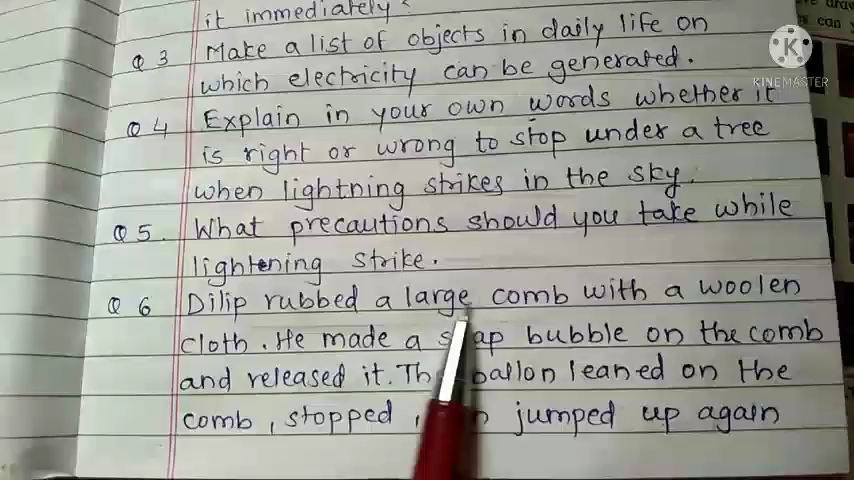 it immediately?
Q 3 Make a list of objects in daily life on
which electricity can be generated.
Q 4 Explain in your own words whether it
is right or wrong to stop under a tree
when lightning strikes in the sky.
Q 5. What precautions should you take while
lightening strike.
Q 6 Dilip rubbed a large comb with a woolen
cloth. He made a bubble on the comb
and released it. ballon leaned on the
comb, stopped, jumped up again
K
KINEMASTER
can